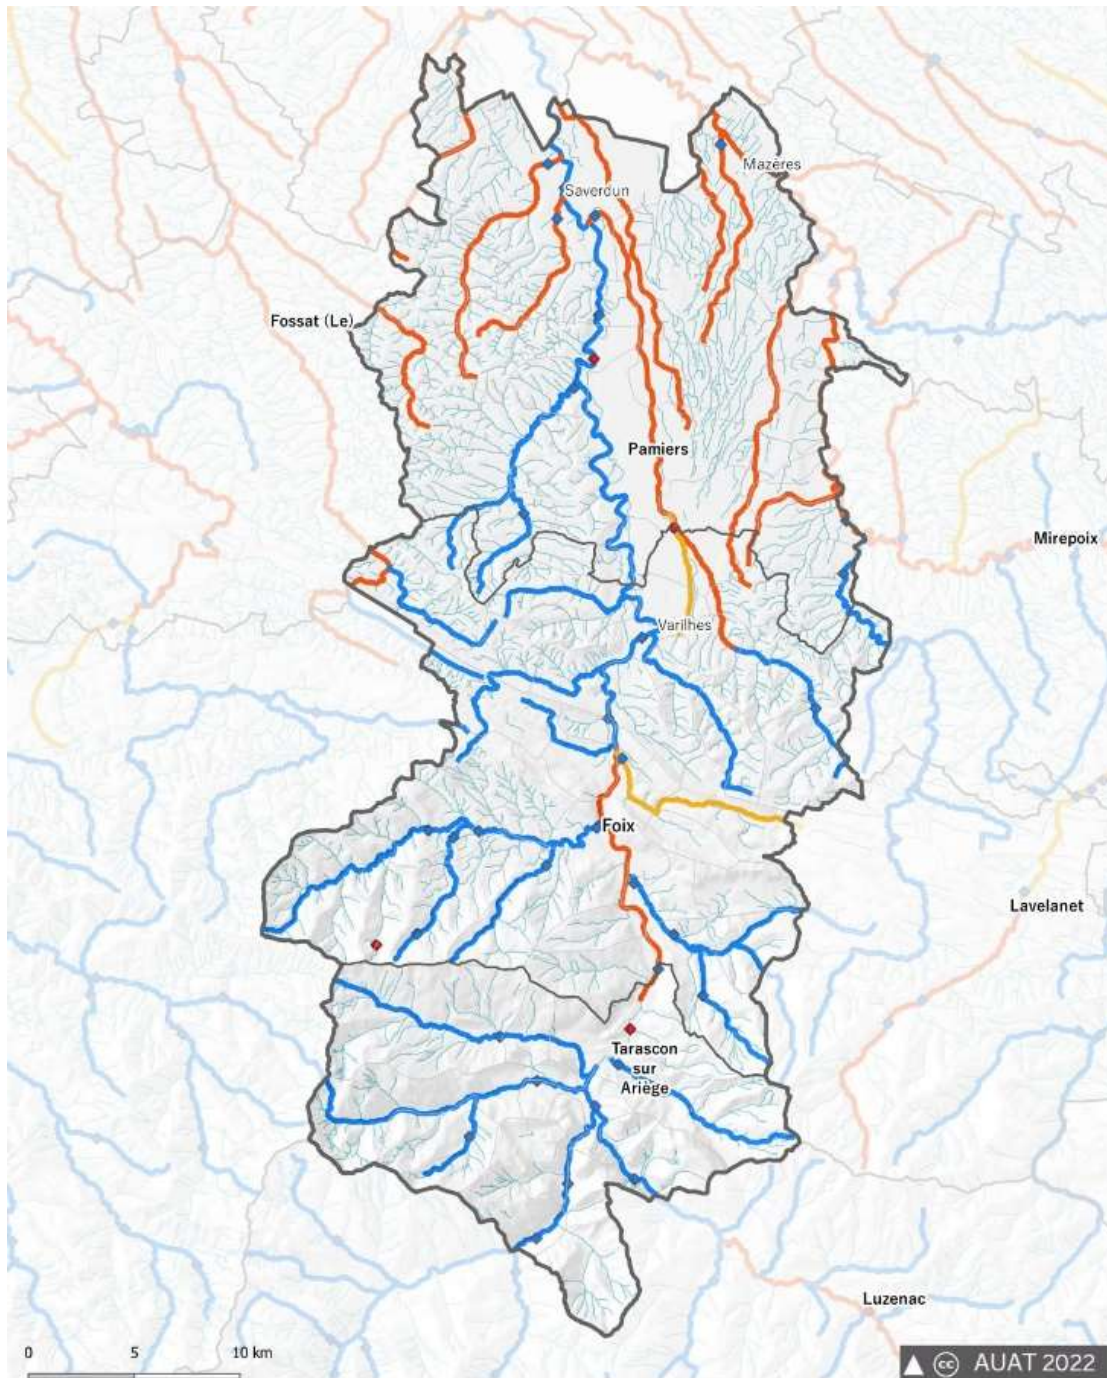 Mazères
Saverdun
Fossat (Le)
Pamiers
Mirepoix
Varilhes
Foix
Lavelanet
Tarascon
sur
Ariège
Luzenac
0 5 10 km
cc AUAT 2022